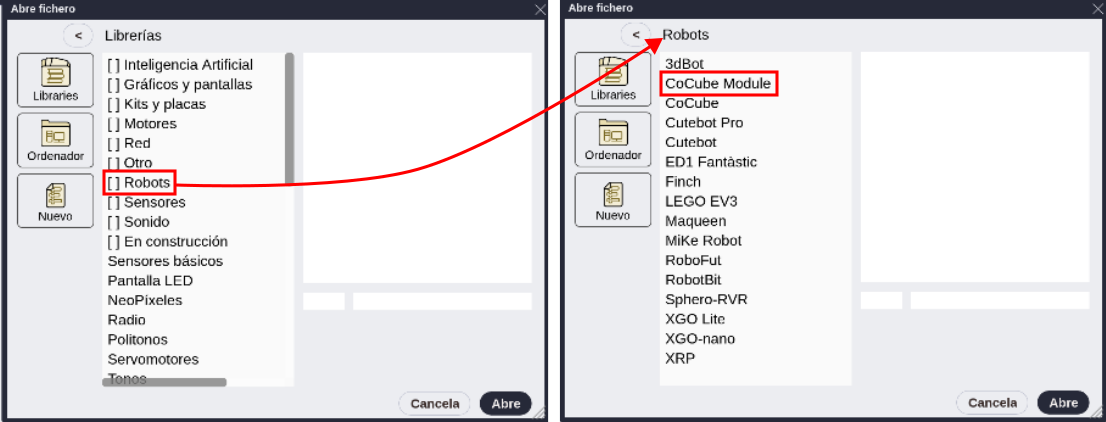 Abre fichero
< Librerías
Libraries
Ordenador
Nuevo
[ ] Inteligencia Artificial
[ ] Gráficos y pantallas
[ ] Kits y placas
[ ] Motores
[ ] Red
[ ] Otro
[ ] Robots
[ ] Sensores
[ ] Sonido
[ ] En construcción
Sensores básicos
Pantalla LED
NeoPixeles
Radio
Politonos
Servomotores
Tonos
Cancela
Abre
Abre fichero
< Robots
Libraries
Ordenador
Nuevo
3dBot
CoCube Module
CoCube
Cutebot Pro
Cutebot
ED1 Fantàstic
Finch
LEGO EV3
Maqueen
MiKe Robot
RoboFut
RobotBit
Sphero-RVR
XGO Lite
XGO-nano
XRP
Cancela
Abre